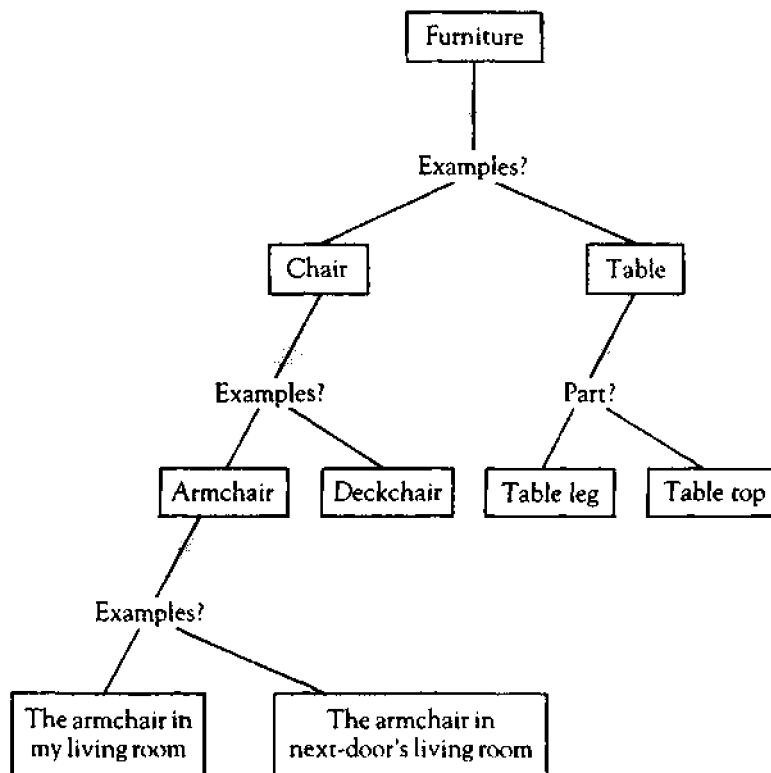 Furniture
Examples?
Chair
Table
Examples?
Part?
Armchair
Deckchair
Table leg
Table top
Examples?
The armchair in
my living room
The armchair in
next-door's living room